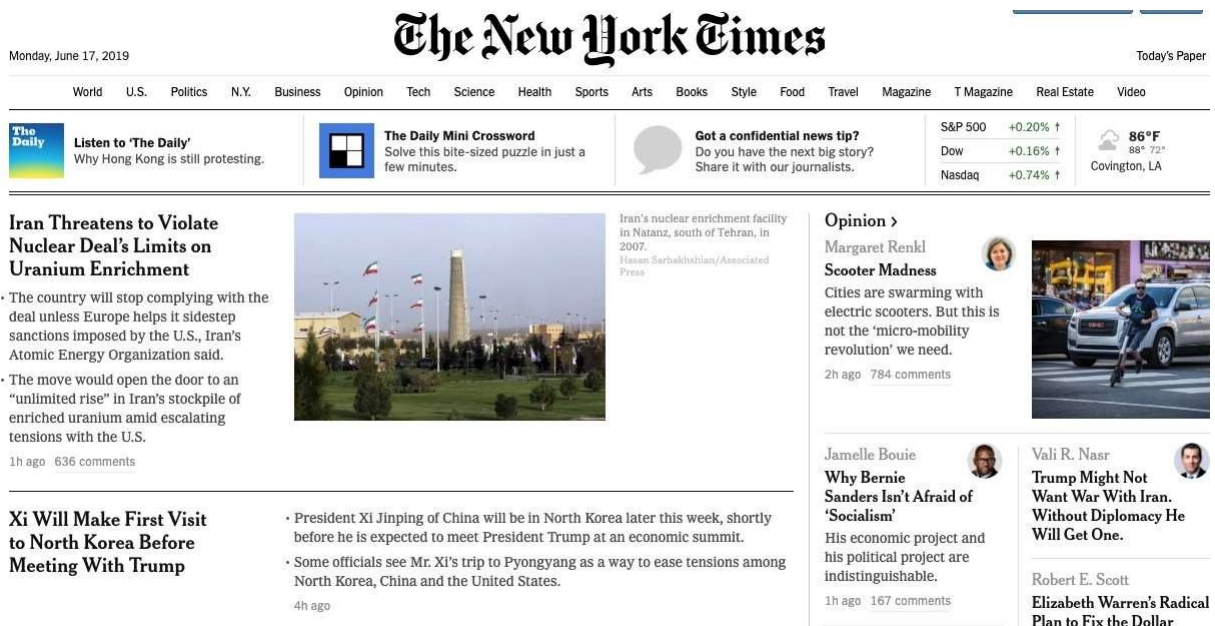 The New York Times
Monday, June 17, 2019
Today's Paper
World U.S. Politics N.Y. Business Opinion Tech Science Health Sports Arts Books Style Food Travel Magazine T Magazine Real Estate Video
The
Daily
Listen to ‘The Daily’
Why Hong Kong is still protesting.
The Daily Mini Crossword
Solve this bite-sized puzzle in just a
few minutes.
Got a confidential news tip?
Do you have the next big story?
Share it with our journalists.
S&P 500 +0.20% ↑
Dow +0.16% ↑
Nasdaq +0.74% ↑
86°F
88° 72°
Covington, LA
Iran Threatens to Violate
Nuclear Deal’s Limits on
Uranium Enrichment
• The country will stop complying with the
deal unless Europe helps it sidestep
sanctions imposed by the U.S., Iran’s
Atomic Energy Organization said.
• The move would open the door to an
“unlimited rise” in Iran’s stockpile of
enriched uranium amid escalating
tensions with the U.S.
1h ago 636 comments
Iran's nuclear enrichment facility
in Natanz, south of Tehran, in
2007.
Hasan Sarbakhshian/Associated
Press
Xi Will Make First Visit
to North Korea Before
Meeting With Trump
• President Xi Jinping of China will be in North Korea later this week, shortly
before he is expected to meet President Trump at an economic summit.
• Some officials see Mr. Xi’s trip to Pyongyang as a way to ease tensions among
North Korea, China and the United States.
4h ago
Opinion ›
Margaret Renkl
Scooter Madness
Cities are swarming with
electric scooters. But this is
not the ‘micro-mobility
revolution’ we need.
2h ago 784 comments
GMC
Jamelle Bouie
Why Bernie
Sanders Isn’t Afraid of
‘Socialism’
His economic project and
his political project are
indistinguishable.
1h ago 167 comments
Vali R. Nasr
Trump Might Not
Want War With Iran.
Without Diplomacy He
Will Get One.
Robert E. Scott
Elizabeth Warren’s Radical
Plan to Fix the Dollar